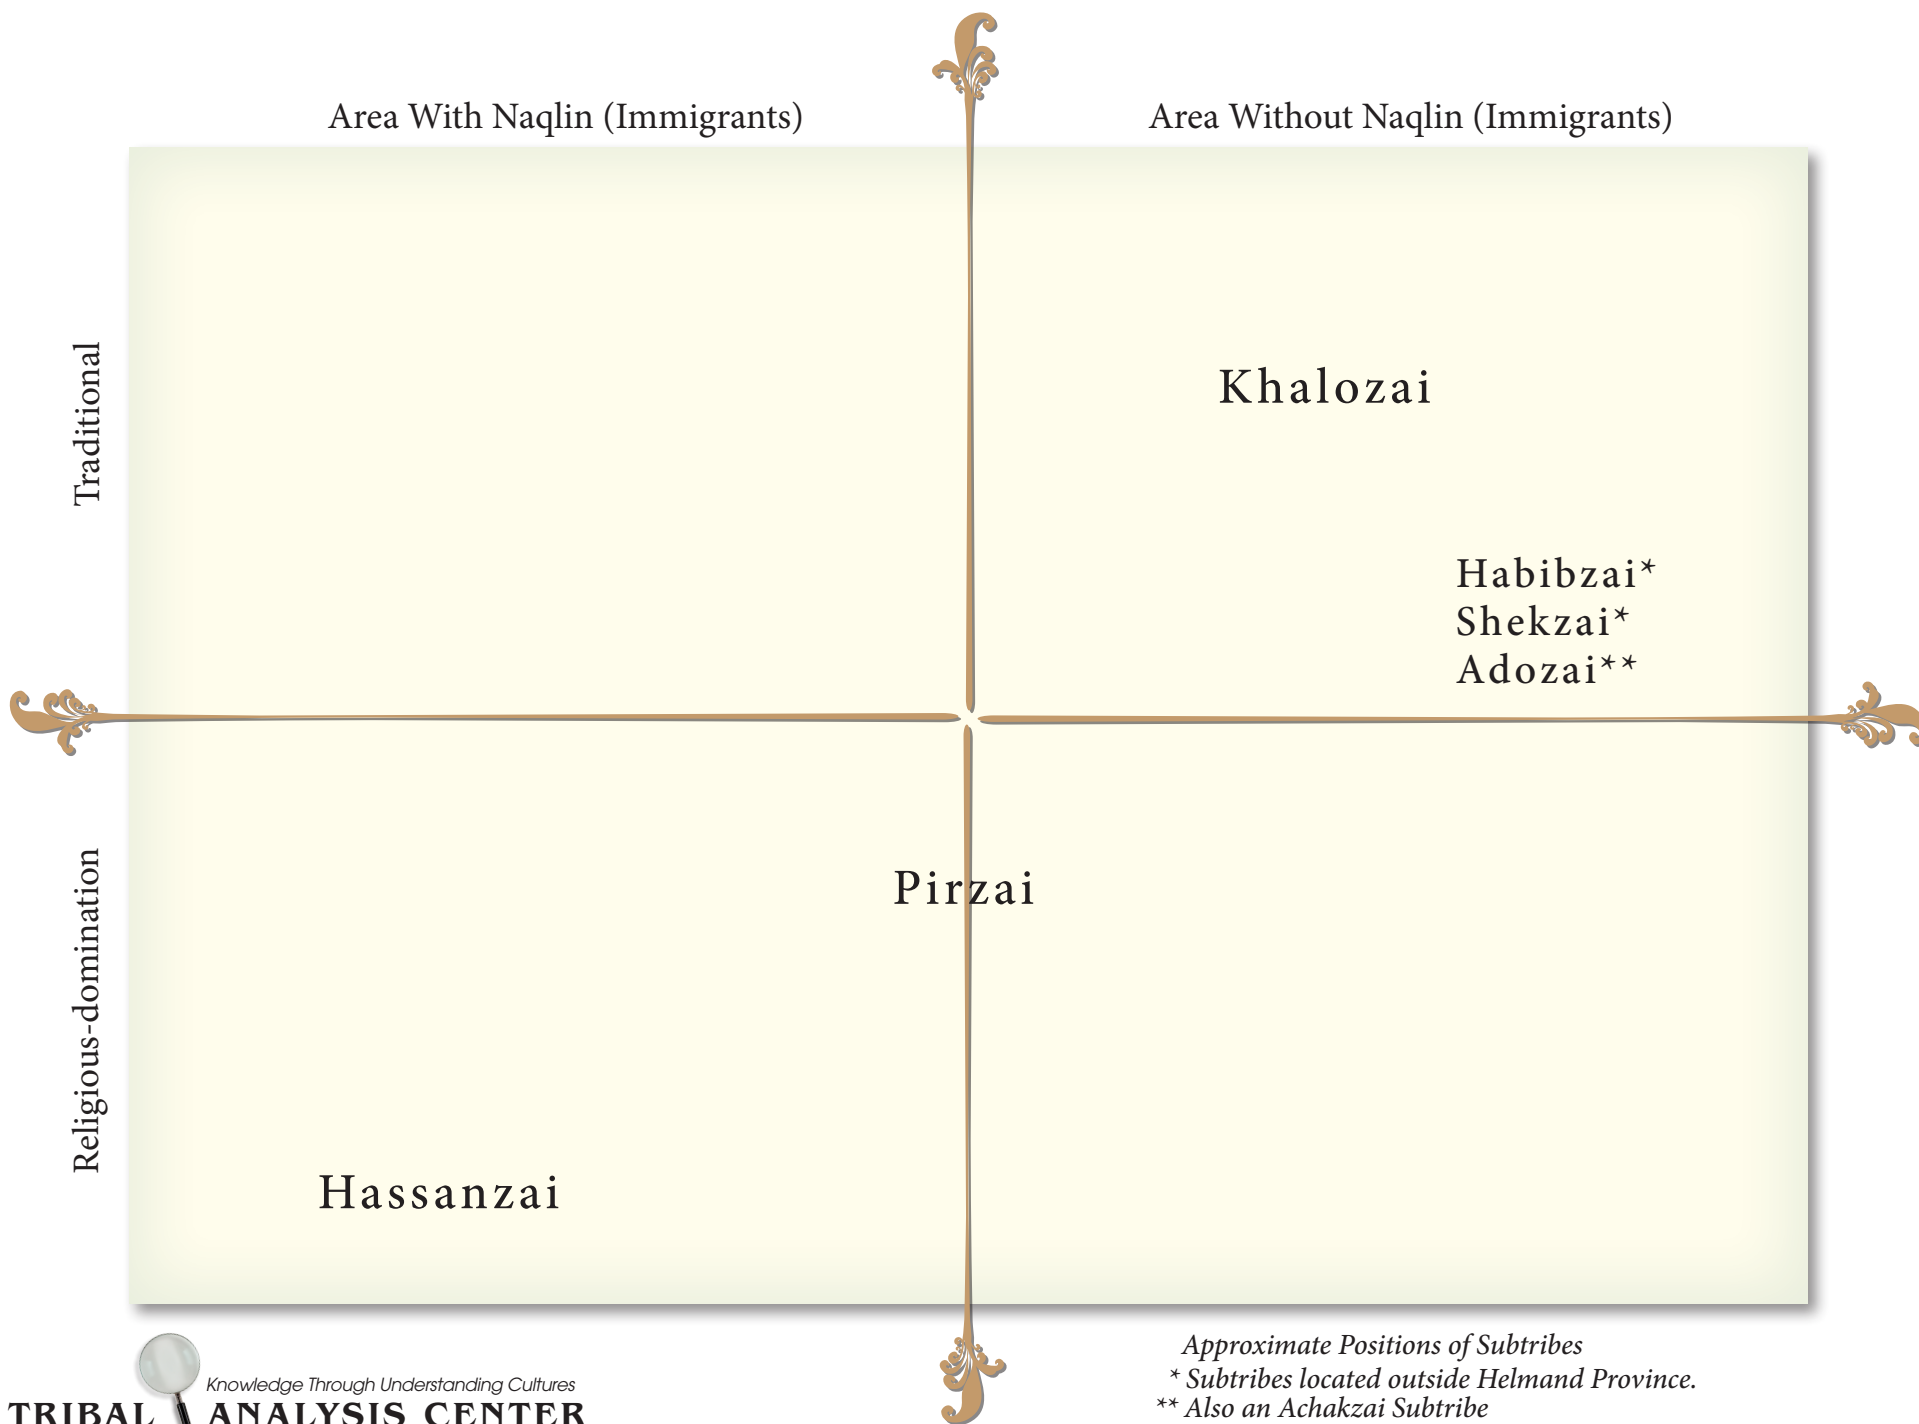 Area With Naqlin (Immigrants)
Area Without Naqlin (Immigrants)
Traditional
Khalozai
Habibzai*
Shekzai*
Adozai**
Religious-domination
Pirzai
Hassanzai
Approximate Positions of Subtribes
* Subtribes located outside Helmand Province.
** Also an Achakzai Subtribe
Knowledge Through Understanding Cultures
TRIBAL ANALYSIS CENTER